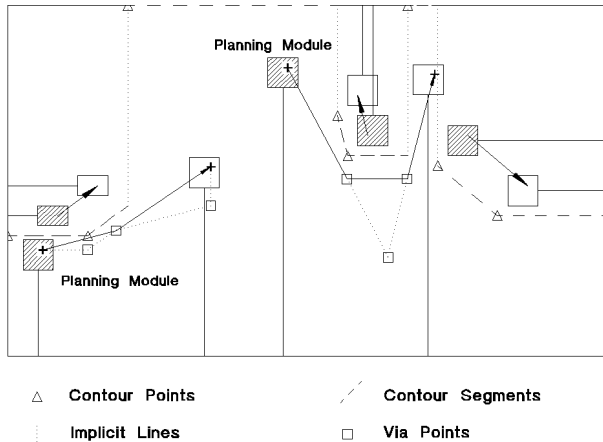 Planning Module
Planning Module
Contour Points
Contour Segments
Implicit Lines
Via Points